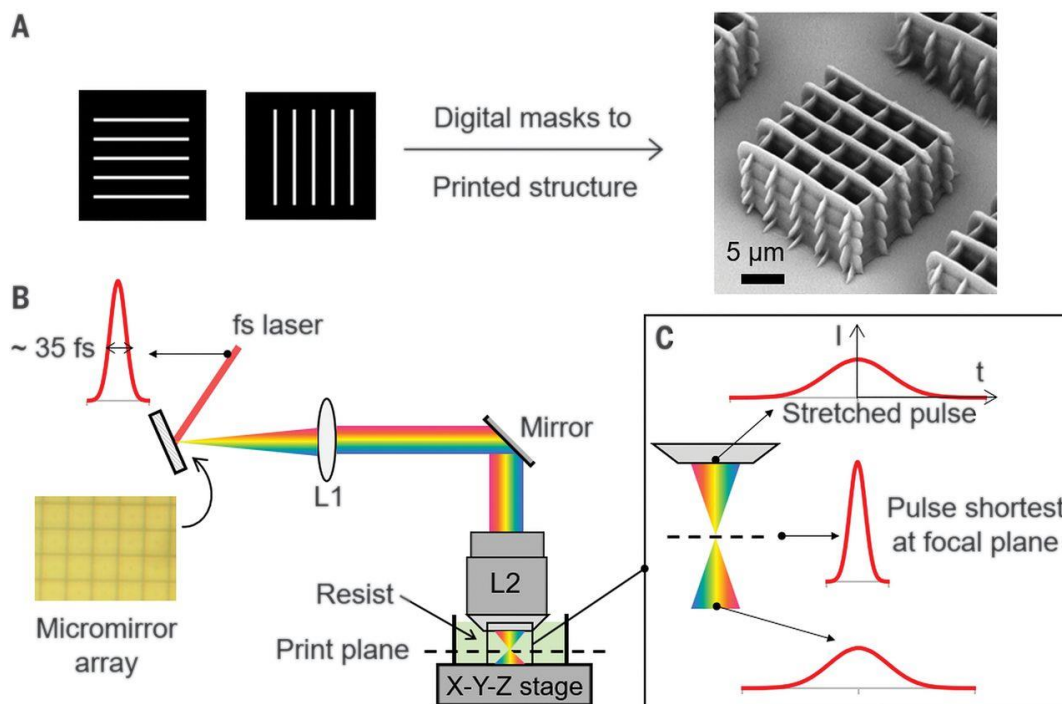 A
Digital masks to
Printed structure
5 µm
B
~ 35 fs
fs laser
L1
Mirror
Micromirror
array
Resist
L2
Print plane
X-Y-Z stage
C
I
t
Stretched pulse
Pulse shortest
at focal plane